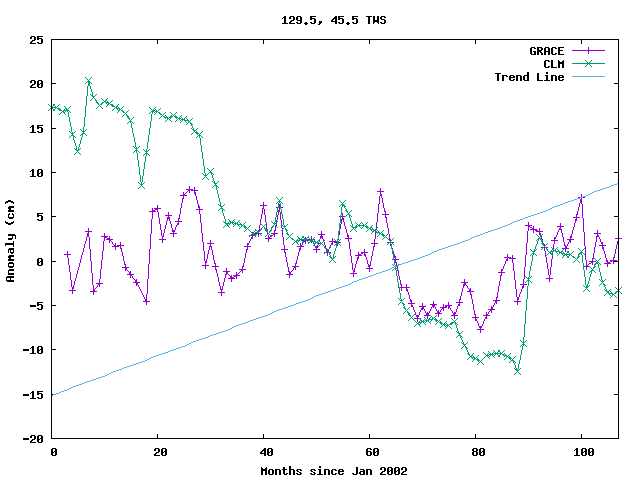 129.5, 45.5 TWS
GRACE
CLM
Trend Line
25
20
15
10
5
0
-5
-10
-15
-20
Anomaly (cm)
0 20 40 60 80 100
Months since Jan 2002